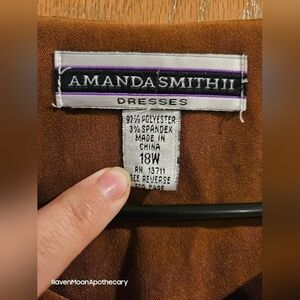 AMANDA SMITH II
DRESSES
97% POLYESTER
3% SPANDEX
MADE IN
CHINA
18W
RN 13711
SEE REVERSE
FOR CARE
RavenMoonApothecary